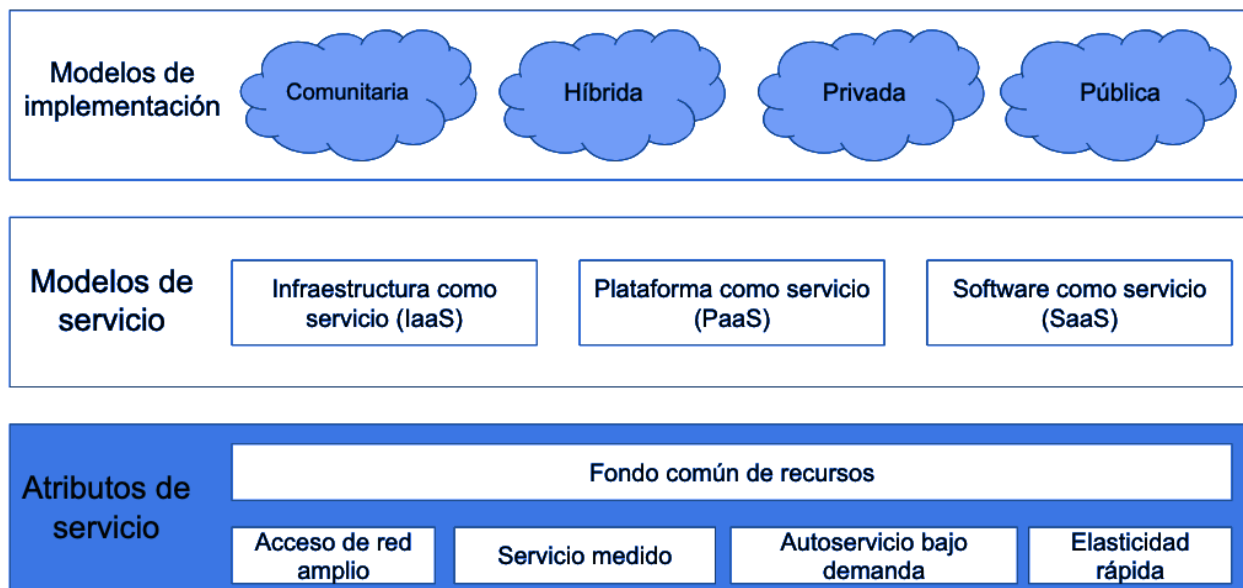 Modelos de
implementación
Comunitaria
Híbrida
Privada
Pública
Modelos de
servicio
Infraestructura como
servicio (IaaS)
Plataforma como servicio
(PaaS)
Software como servicio
(SaaS)
Atributos de
servicio
Fondo común de recursos
Acceso de red
amplio
Servicio medido
Autoservicio bajo
demanda
Elasticidad
rápida